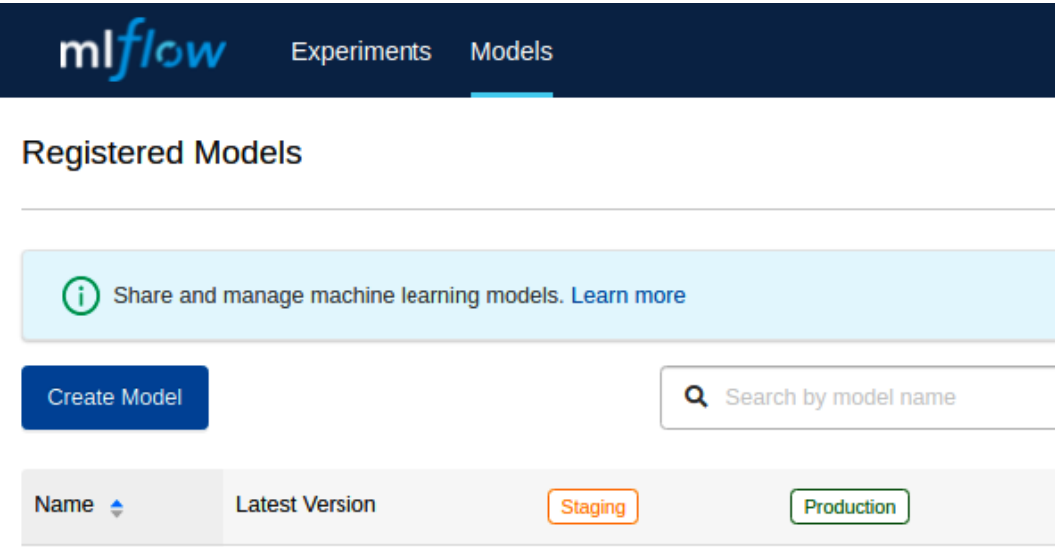 mlflow Experiments Models
Registered Models
Share and manage machine learning models. Learn more
Create Model Search by model name
Name Latest Version Staging Production